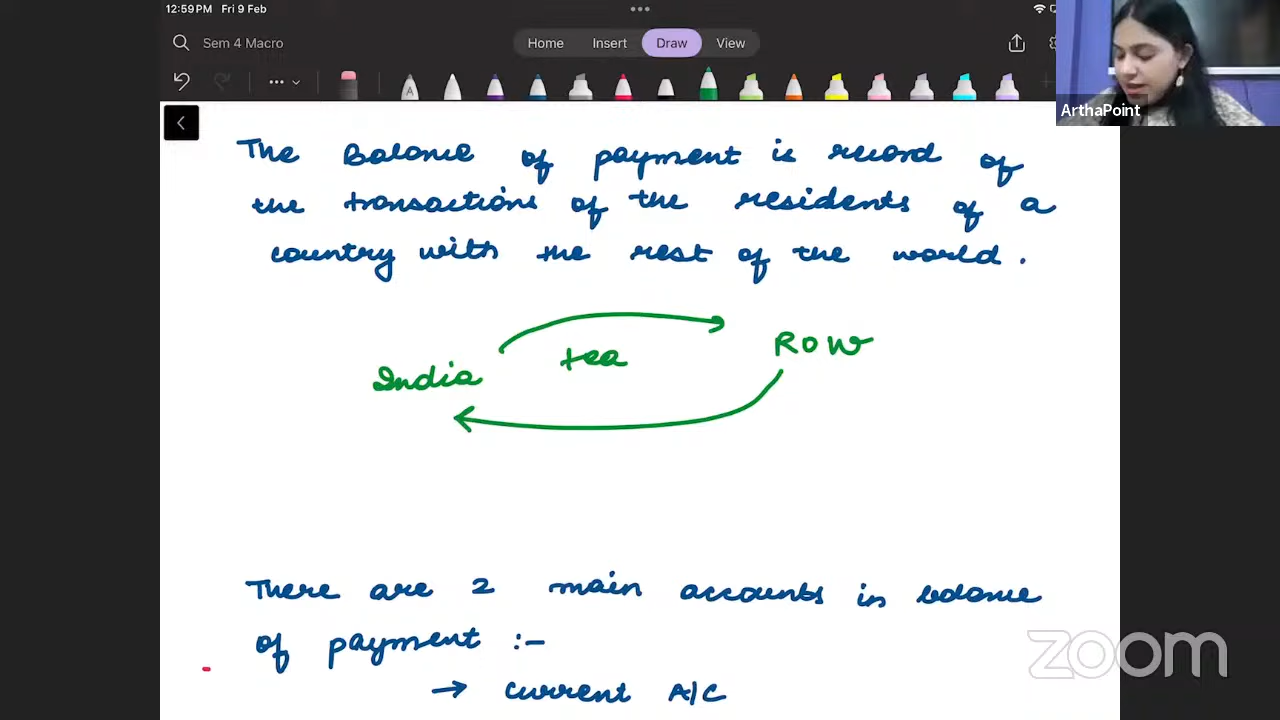 12:59 PM Fri 9 Feb
Sem 4 Macro
Home Insert Draw View
A
ArthaPoint
The Balance of payment is record of
the transactions of the residents of a
country with the rest of the world.
ROW
tea
India
There are 2 main accounts in balance
of payment :-
→ current A/C
zoom